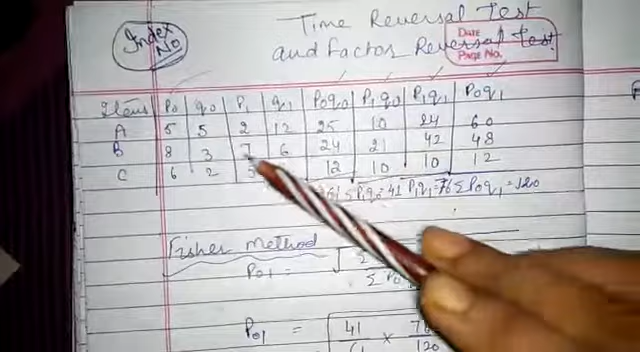 Index No
Time Reversal Test
and Factor Reversal Test
DATE
PAGE No.
Items P0 q0 P1 q1 P0q0 P1q0 P1q1 P0q1
A 5 5 2 12 25 10 24 60
B 8 3 7 6 24 21 42 48
C 6 2 5 12 10 10 12
61 ΣP1q0=41 P1q1=76 ΣP0q1=120
Fisher Method
P01 = √
ΣP0
P01 = 41 ×
120